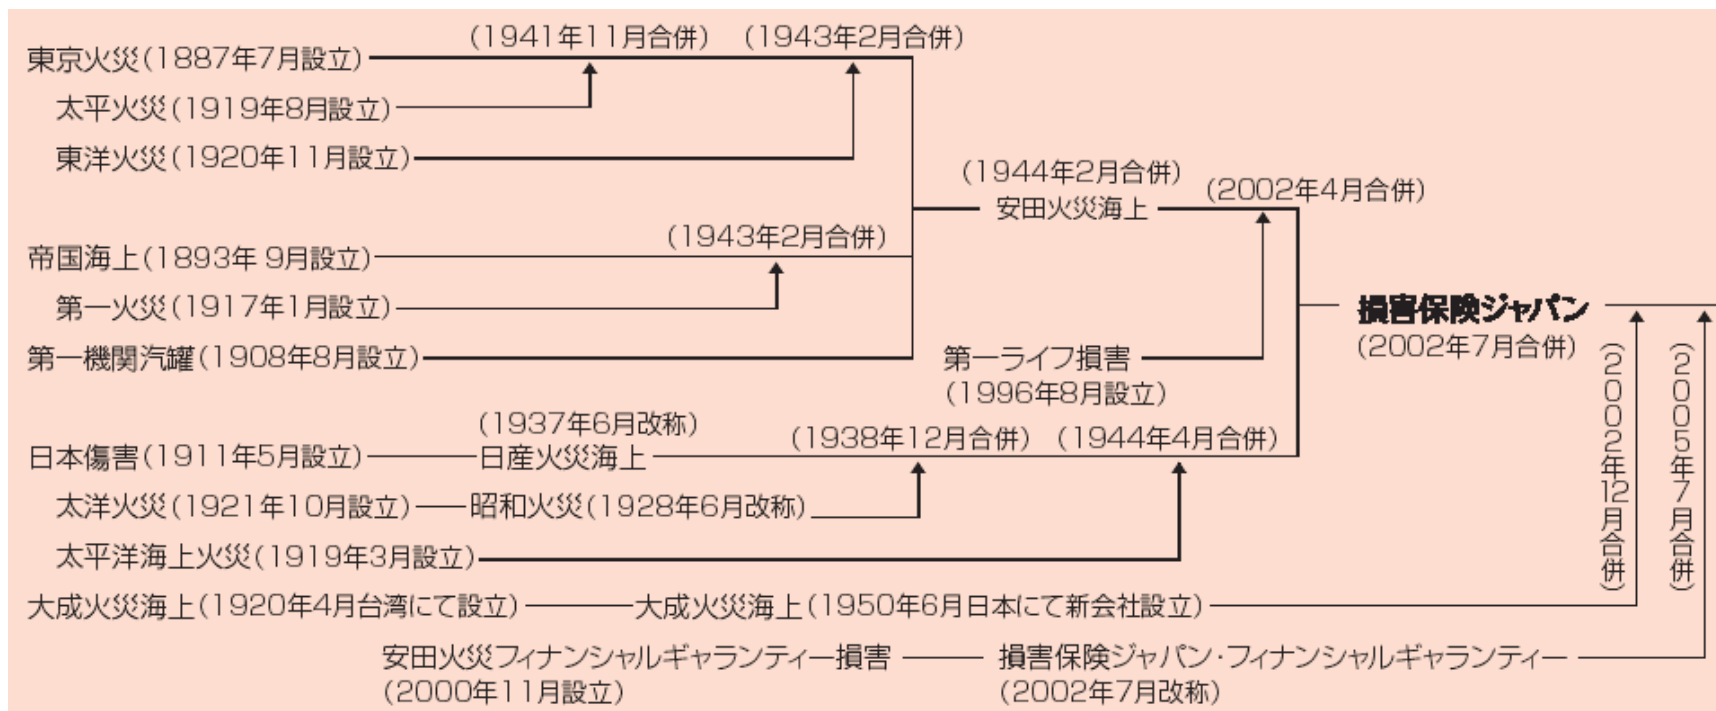 (1941年11月合併) (1943年2月合併)
東京火災(1887年7月設立)
太平火災(1919年8月設立)
東洋火災(1920年11月設立)
(1944年2月合併)
安田火災海上
(2002年4月合併)
(1943年2月合併)
帝国海上(1893年 9月設立)
第一火災(1917年1月設立)
第一機関汽罐(1908年8月設立)
第一ライフ損害
(1996年8月設立)
損害保険ジャパン
(2002年7月合併)
(2002年12月合併)
(2005年7月合併)
(1937年6月改称)
(1938年12月合併) (1944年4月合併)
日本傷害(1911年5月設立) 日産火災海上
太洋火災(1921年10月設立) 昭和火災(1928年6月改称)
太平洋海上火災(1919年3月設立)
大成火災海上(1920年4月台湾にて設立) 大成火災海上(1950年6月日本にて新会社設立)
安田火災フィナンシャルギャランティー損害 損害保険ジャパン・フィナンシャルギャランティー
(2000年11月設立) (2002年7月改称)